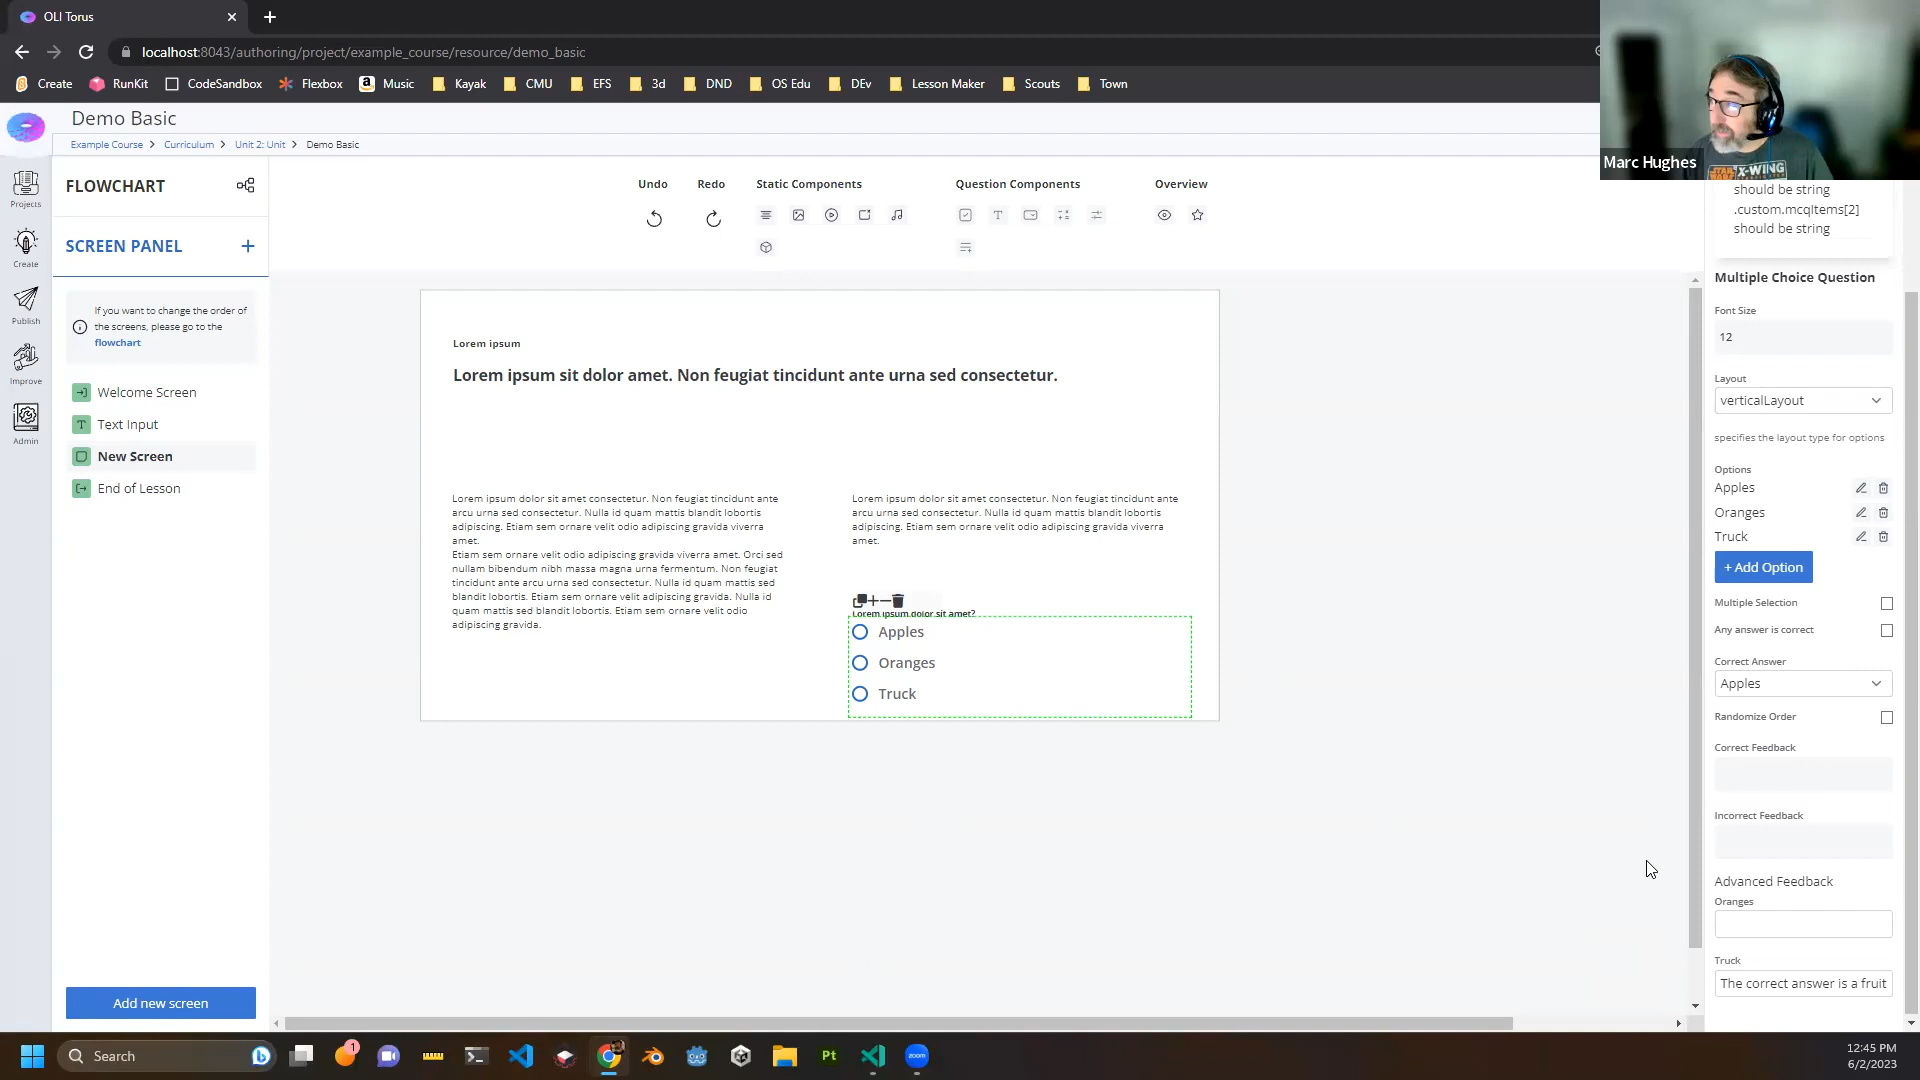 OLI Torus
localhost:8043/authoring/project/example_course/resource/demo_basic
Create RunKit CodeSandbox Flexbox Music Kayak CMU EFS 3d DND OS Edu DEv Lesson Maker Scouts Town
Demo Basic
Example Course Curriculum Unit 2: Unit Demo Basic
Marc Hughes
X-WING
Projects
Create
Publish
Improve
Admin
FLOWCHART
SCREEN PANEL +
If you want to change the order of
the screens, please go to the
flowchart
Welcome Screen
Text Input
New Screen
End of Lesson
Add new screen
Undo Redo Static Components Question Components Overview
Lorem ipsum
Lorem ipsum sit dolor amet. Non feugiat tincidunt ante urna sed consectetur.
Lorem ipsum dolor sit amet consectetur. Non feugiat tincidunt ante
arcu urna sed consectetur. Nulla id quam mattis blandit lobortis
adipiscing. Etiam sem ornare velit odio adipiscing gravida viverra
amet.
Etiam sem ornare velit odio adipiscing gravida viverra amet. Orci sed
nullam bibendum nibh massa magna urna fermentum. Non feugiat
tincidunt ante arcu urna sed consectetur. Nulla id quam mattis sed
blandit lobortis. Etiam sem ornare velit odio adipiscing gravida. Nulla id
quam mattis sed blandit lobortis. Etiam sem ornare velit odio
adipiscing gravida.
Lorem ipsum dolor sit amet consectetur. Non feugiat tincidunt ante
arcu urna sed consectetur. Nulla id quam mattis blandit lobortis
adipiscing. Etiam sem ornare velit odio adipiscing gravida viverra
amet.
Lorem ipsum dolor sit amet?
Apples
Oranges
Truck
should be string
.custom.mcqItems[2]
should be string
Multiple Choice Question
Font Size
12
Layout
verticalLayout
specifies the layout type for options
Options
Apples
Oranges
Truck
+ Add Option
Multiple Selection
Any answer is correct
Correct Answer
Apples
Randomize Order
Correct Feedback
Incorrect Feedback
Advanced Feedback
Oranges
Truck
The correct answer is a fruit
Search
1
Pt
zoom
12:45 PM
6/2/2023